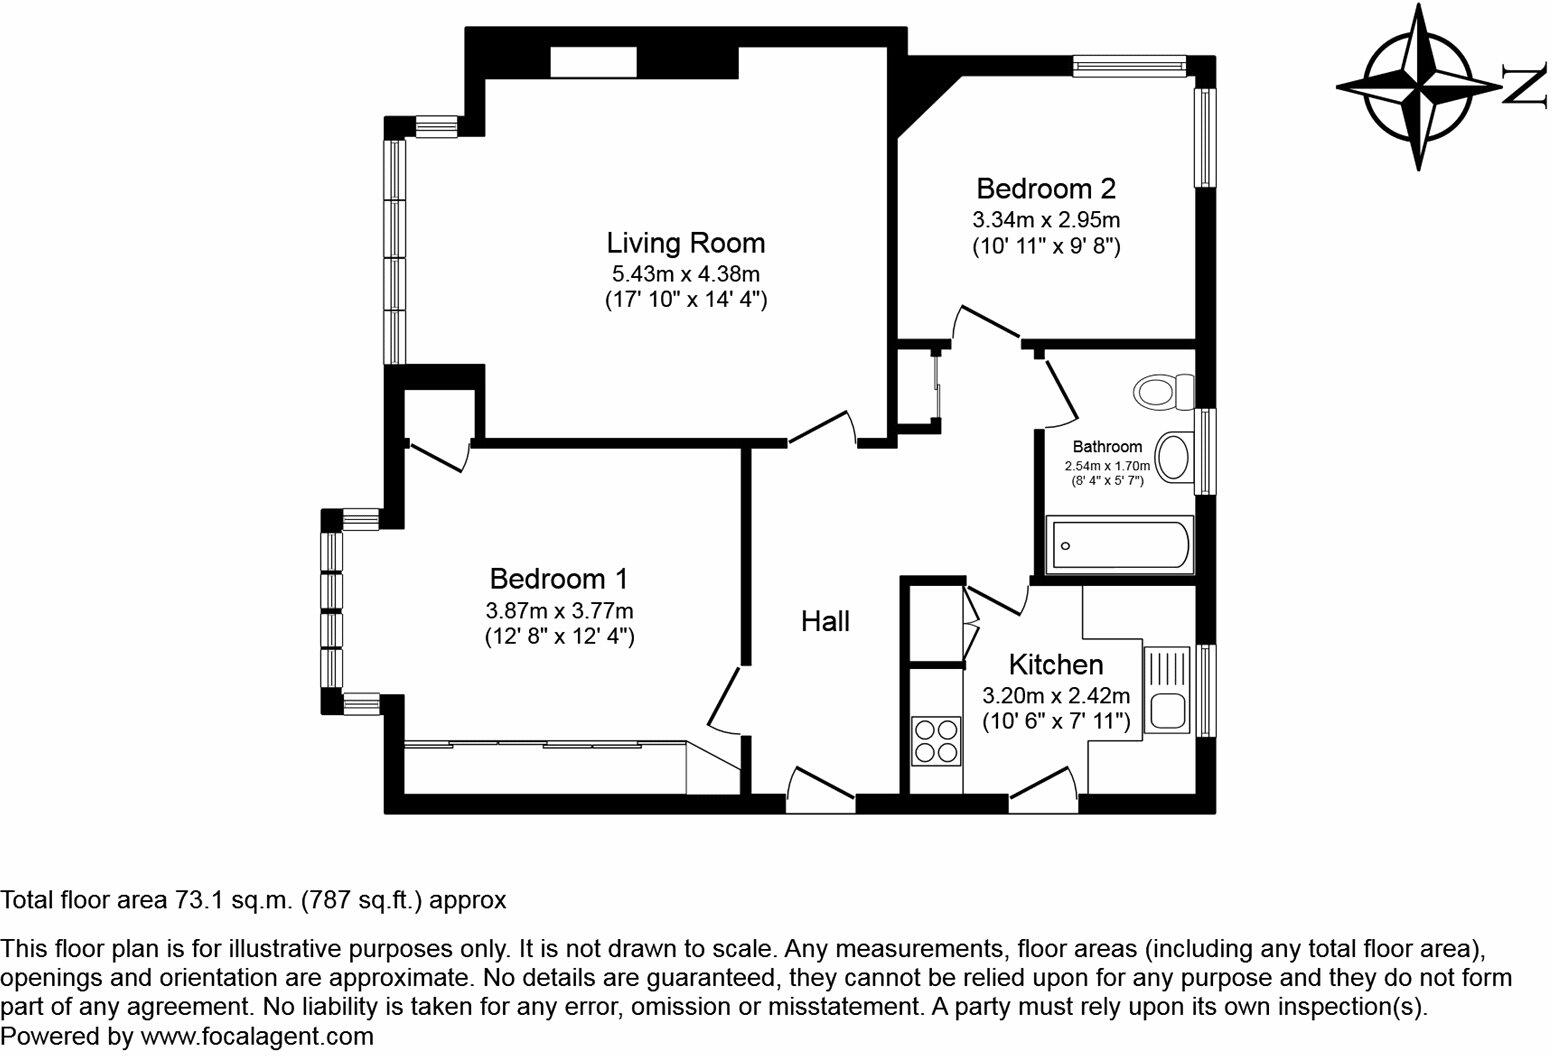 N
Living Room
5.43m x 4.38m
(17' 10" x 14' 4")
Bedroom 2
3.34m x 2.95m
(10' 11" x 9' 8")
Bathroom
2.54m x 1.70m
(8' 4" x 5' 7")
Bedroom 1
3.87m x 3.77m
(12' 8" x 12' 4")
Hall
Kitchen
3.20m x 2.42m
(10' 6" x 7' 11")
Total floor area 73.1 sq.m. (787 sq.ft.) approx
This floor plan is for illustrative purposes only. It is not drawn to scale. Any measurements, floor areas (including any total floor area),
openings and orientation are approximate. No details are guaranteed, they cannot be relied upon for any purpose and they do not form
part of any agreement. No liability is taken for any error, omission or misstatement. A party must rely upon its own inspection(s).
Powered by www.focalagent.com